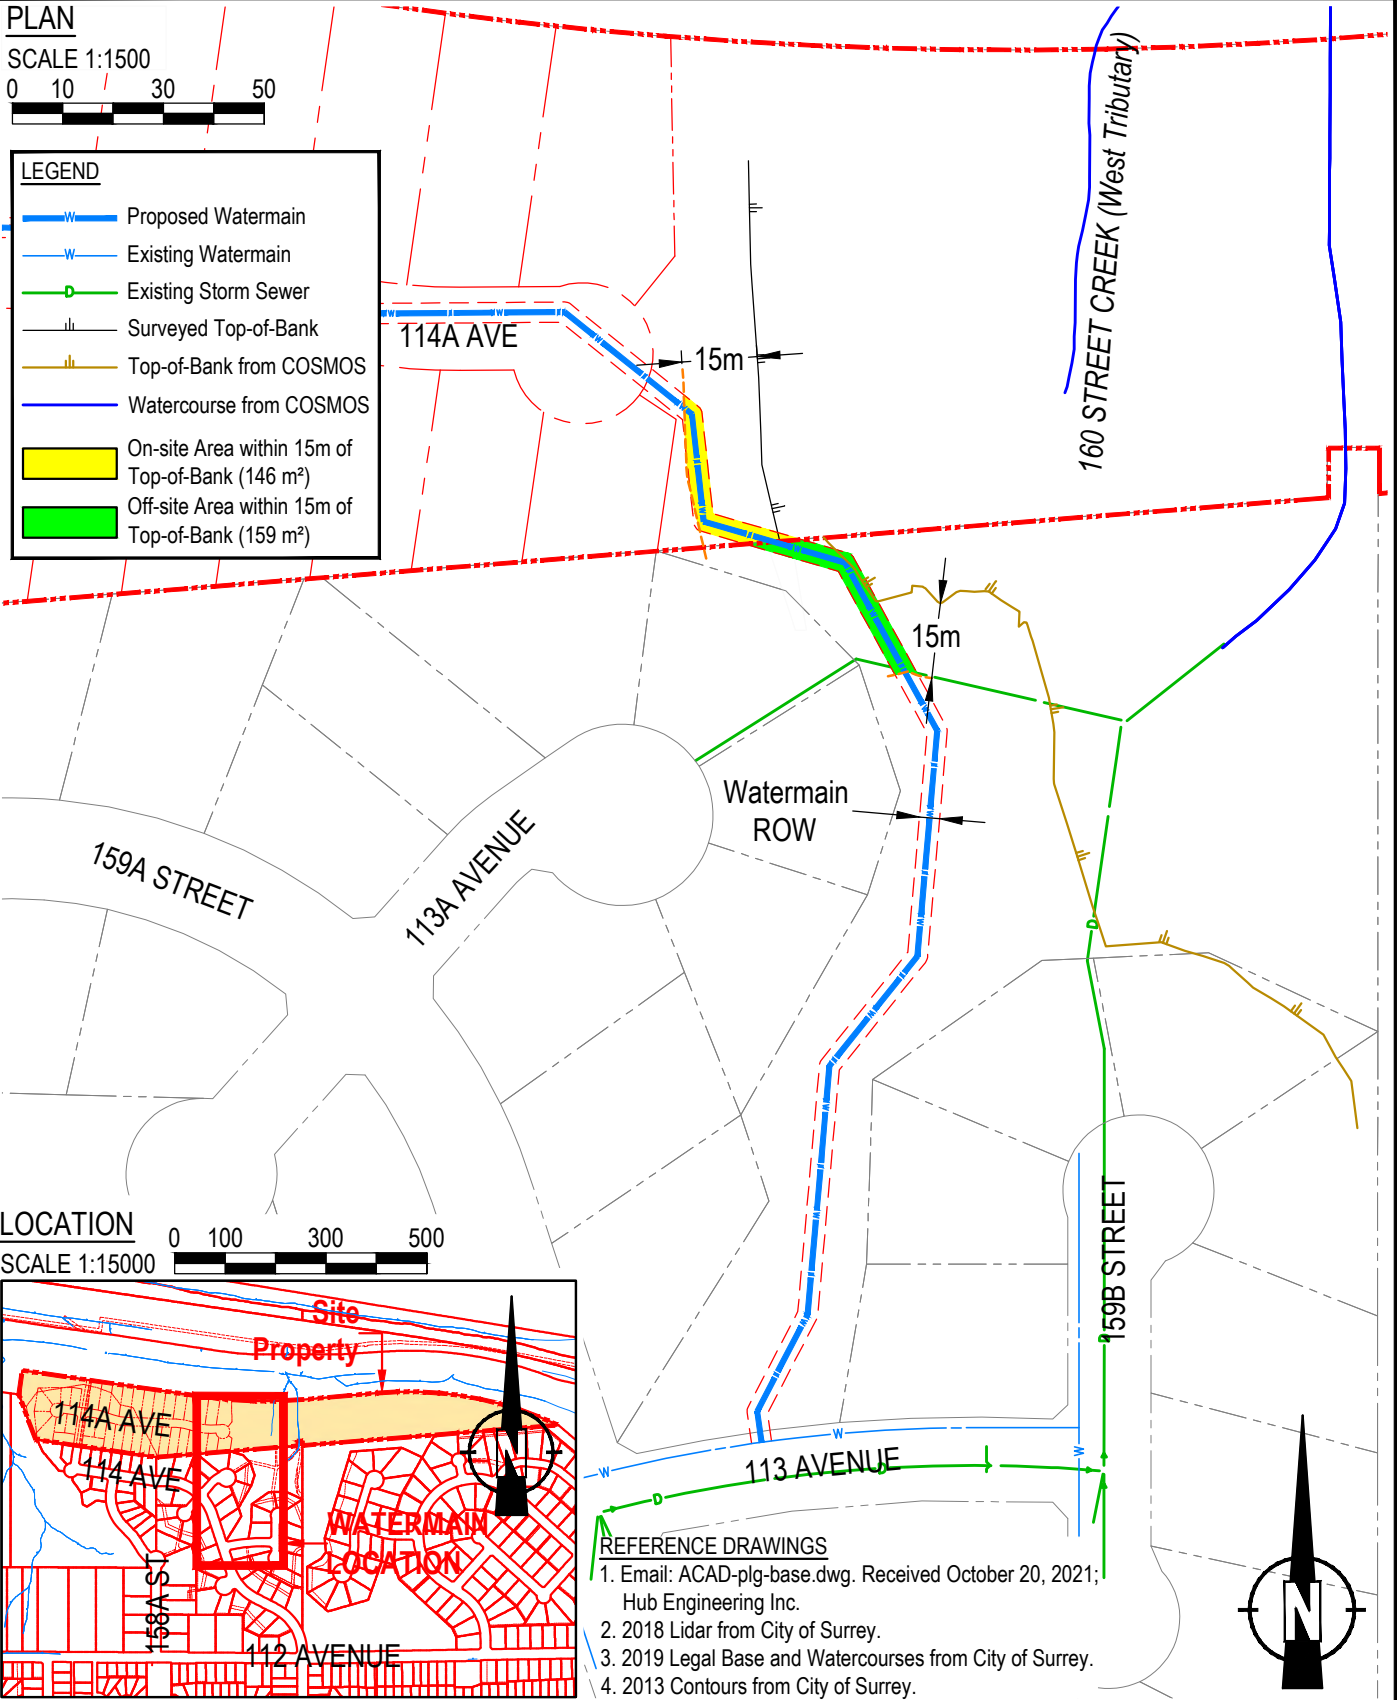 PLAN
SCALE 1:1500
0 10 30 50
LEGEND
W Proposed Watermain
W Existing Watermain
D Existing Storm Sewer
Surveyed Top-of-Bank
Top-of-Bank from COSMOS
Watercourse from COSMOS
On-site Area within 15m of
Top-of-Bank (146 m²)
Off-site Area within 15m of
Top-of-Bank (159 m²)
160 STREET CREEK (West Tributary)
114A AVE
15m
15m
Watermain
ROW
159A STREET
113A AVENUE
159B STREET
113 AVENUE
LOCATION
SCALE 1:15000
0 100 300 500
Site
Property
114A AVE
114 AVE
WATERMAIN
LOCATION
158A ST
112 AVENUE
N
REFERENCE DRAWINGS
1. Email: ACAD-plg-base.dwg. Received October 20, 2021;
Hub Engineering Inc.
2. 2018 Lidar from City of Surrey.
3. 2019 Legal Base and Watercourses from City of Surrey.
4. 2013 Contours from City of Surrey.
N